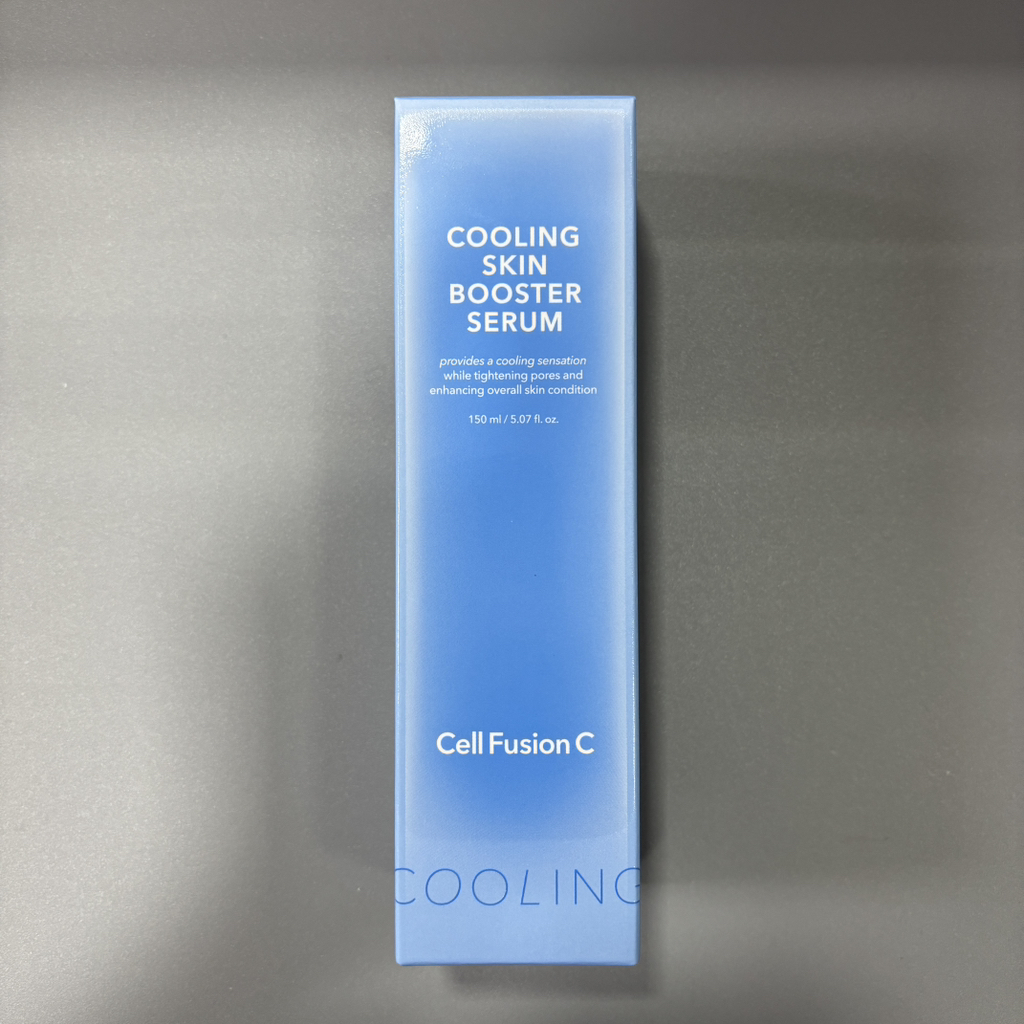 COOLING
SKIN
BOOSTER
SERUM
provides a cooling sensation
while tightening pores and
enhancing overall skin condition
150 ml / 5.07 fl. oz.
Cell Fusion C
COOLING